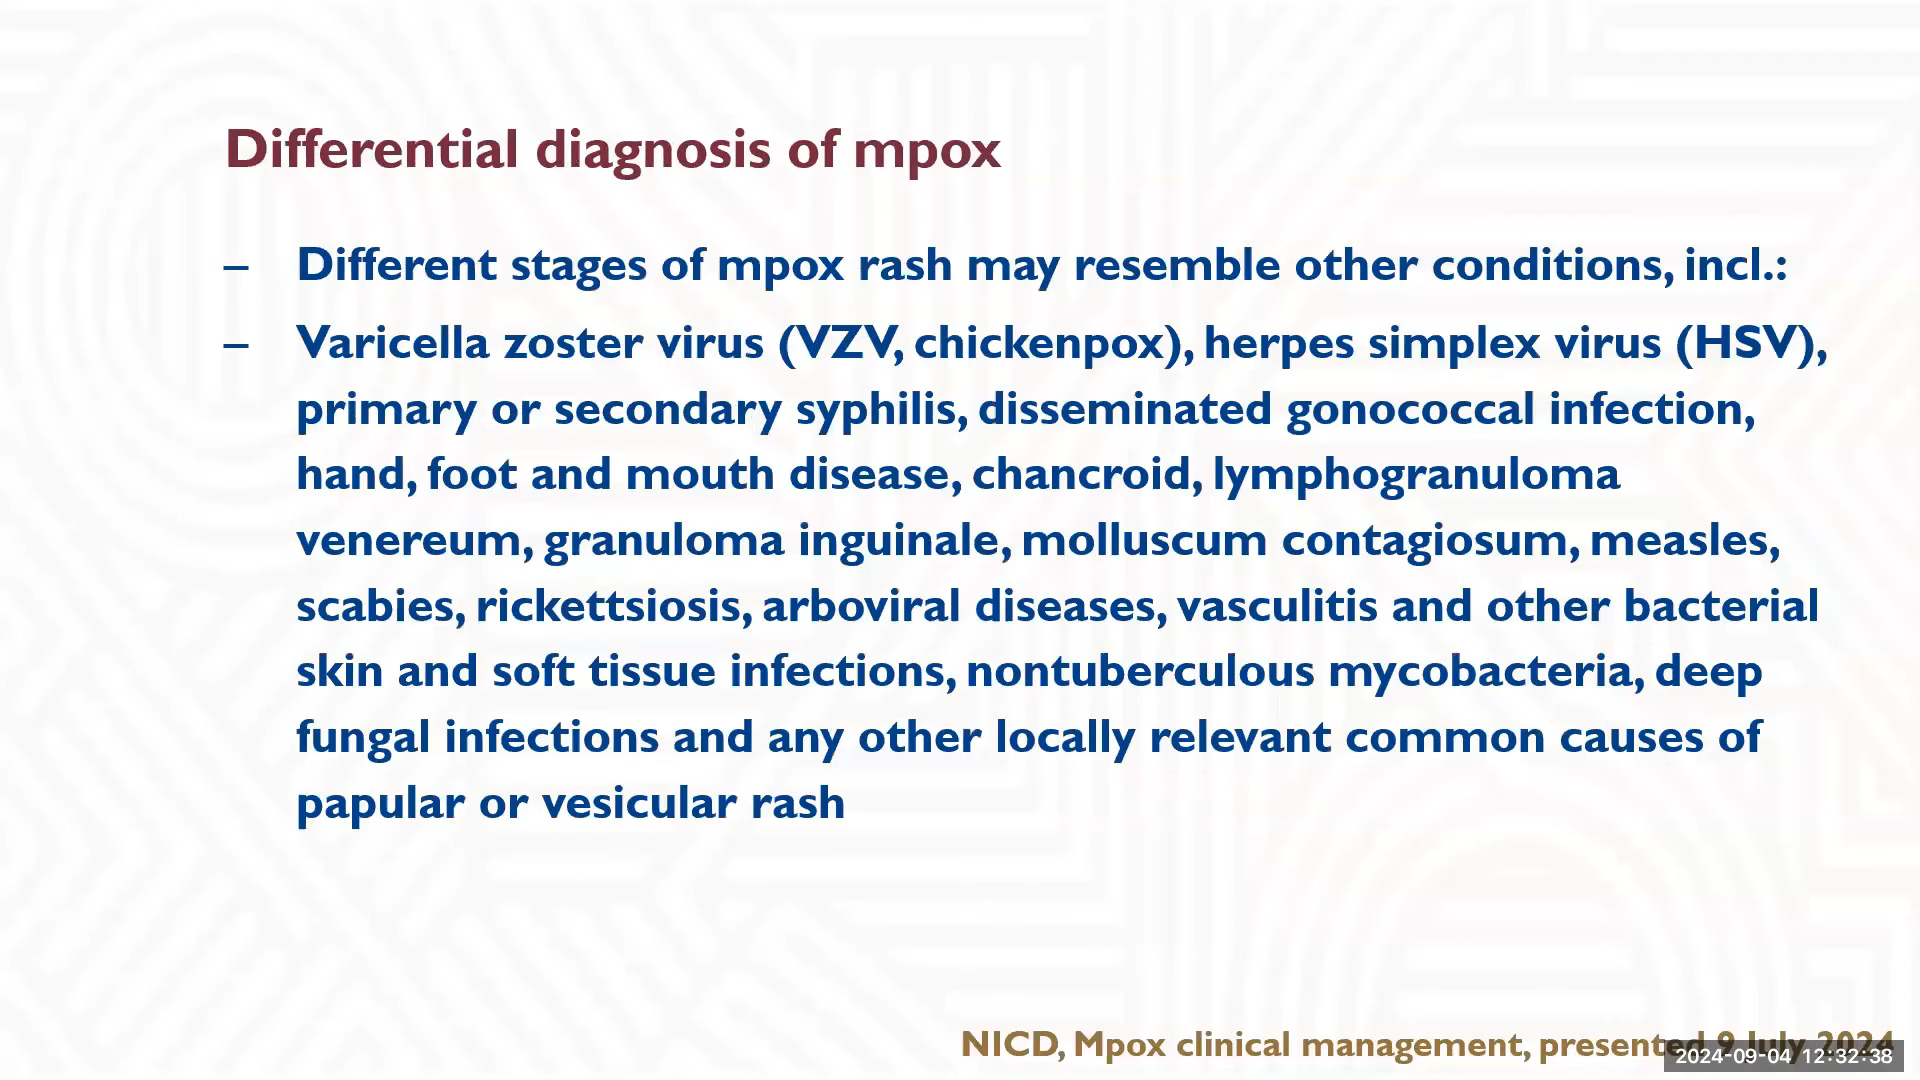 Differential diagnosis of mpox
– Different stages of mpox rash may resemble other conditions, incl.:
– Varicella zoster virus (VZV, chickenpox), herpes simplex virus (HSV),
primary or secondary syphilis, disseminated gonococcal infection,
hand, foot and mouth disease, chancroid, lymphogranuloma
venereum, granuloma inguinale, molluscum contagiosum, measles,
scabies, rickettsiosis, arboviral diseases, vasculitis and other bacterial
skin and soft tissue infections, nontuberculous mycobacteria, deep
fungal infections and any other locally relevant common causes of
papular or vesicular rash
NICD, Mpox clinical management, presented 9 July 2024
2024-09-04 12:32:38